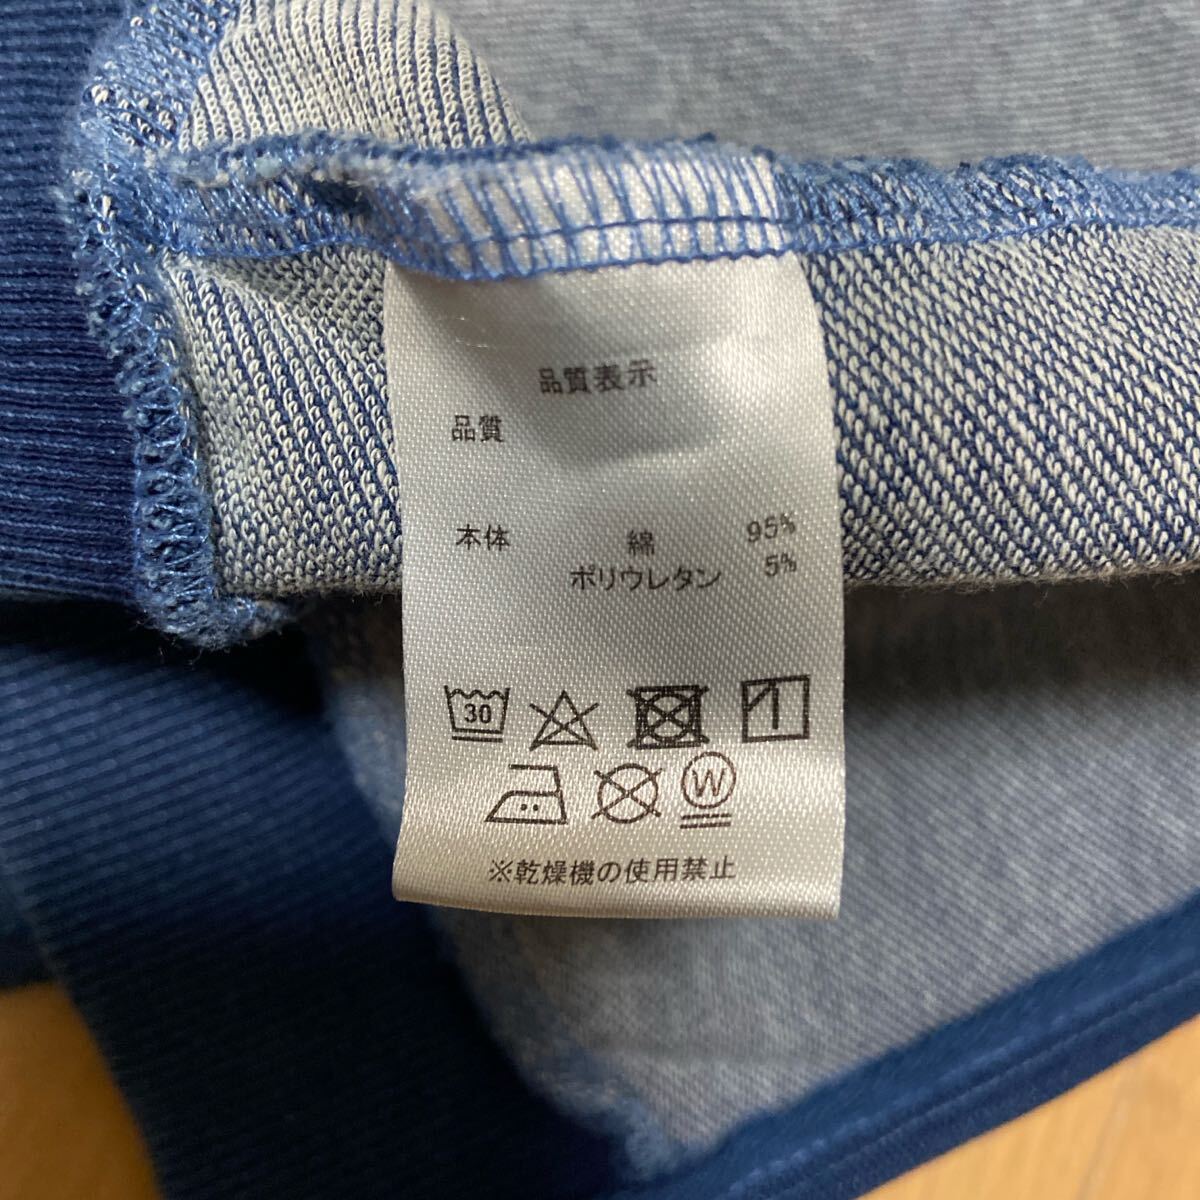 品質表示
品質
本体 綿 95%
ポリウレタン 5%
30
W
※乾燥機の使用禁止